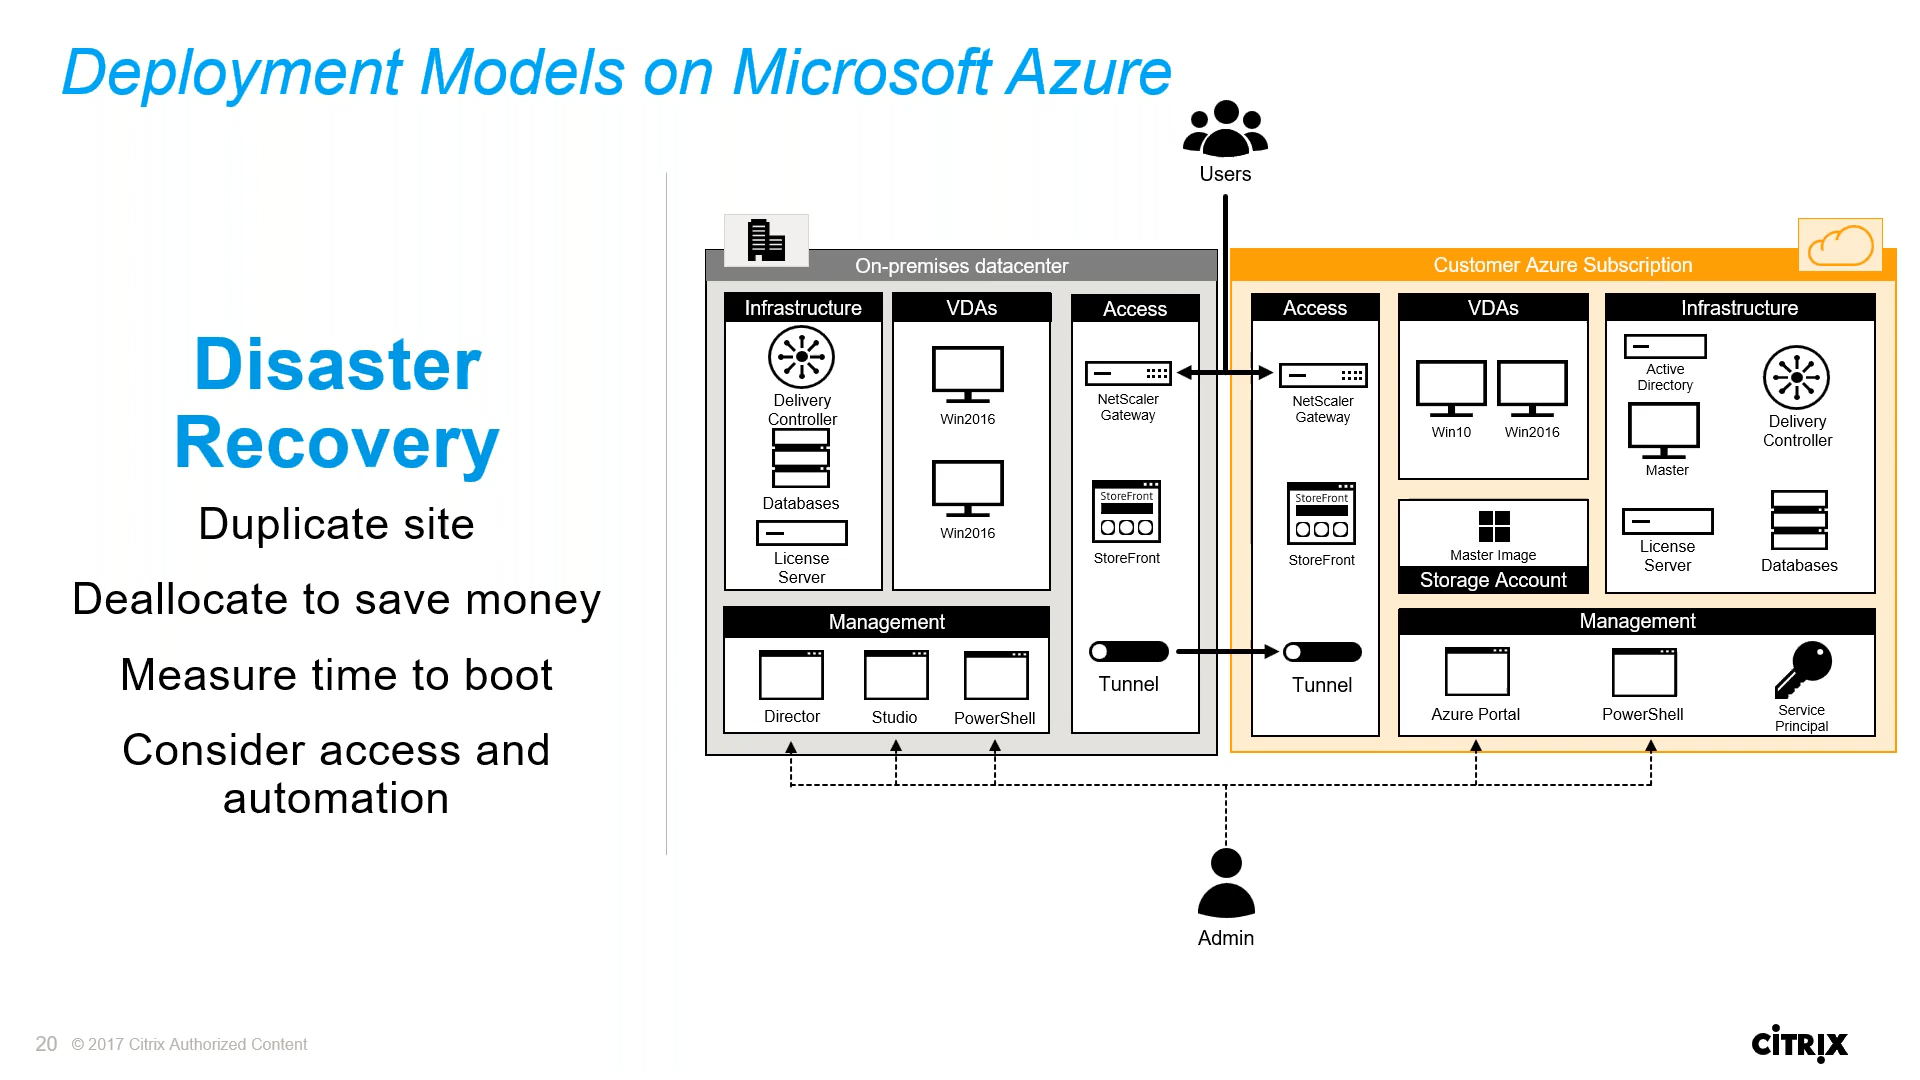 Deployment Models on Microsoft Azure
Users
Disaster
Recovery
Duplicate site
Deallocate to save money
Measure time to boot
Consider access and
automation
On-premises datacenter
Infrastructure
Delivery
Controller
Databases
License
Server
VDAs
Win2016
Win2016
Access
NetScaler
Gateway
StoreFront
StoreFront
Tunnel
Management
Director
Studio
PowerShell
Customer Azure Subscription
Access
NetScaler
Gateway
StoreFront
StoreFront
Tunnel
VDAs
Win10
Win2016
Master Image
Storage Account
Infrastructure
Active
Directory
Master
License
Server
Delivery
Controller
Databases
Management
Azure Portal
PowerShell
Service
Principal
Admin
20 © 2017 Citrix Authorized Content
CITRIX